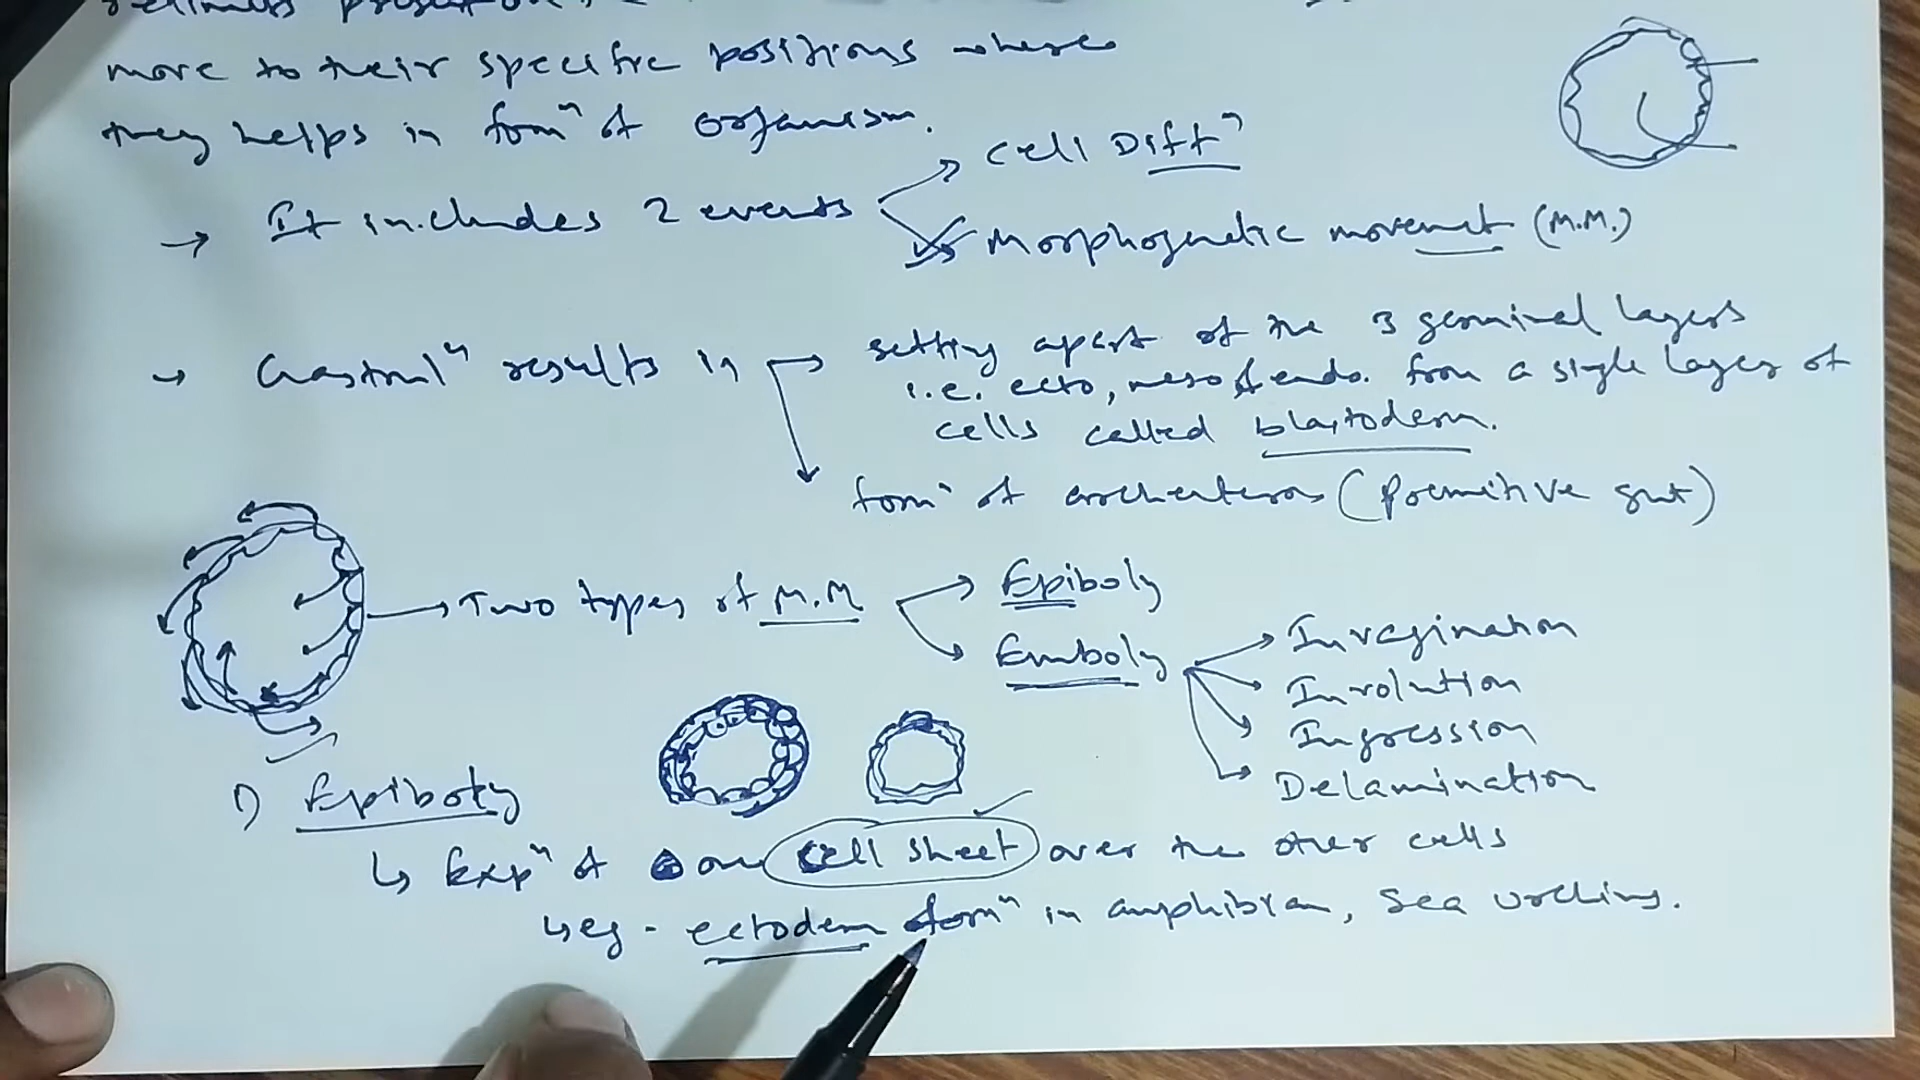 move to their specific positions where
they helps in formⁿ of organism.
→ It includes 2 events
Cell Diffⁿ
Morphogenetic movement (M.M.)
→ Gastrulⁿ results in
setting apart of the 3 germinal layers
i.e. ecto, meso & endo. from a single layer of
cells called blastoderm.
formⁿ of archenteron (primitive gut)
Two types of M.M
Epiboly
Emboly
Invagination
Involution
Ingression
Delamination
1) Epiboly
↳ Expⁿ of one cell sheet over the other cells
↳ eg - ectoderm formⁿ in amphibian, sea urchins.